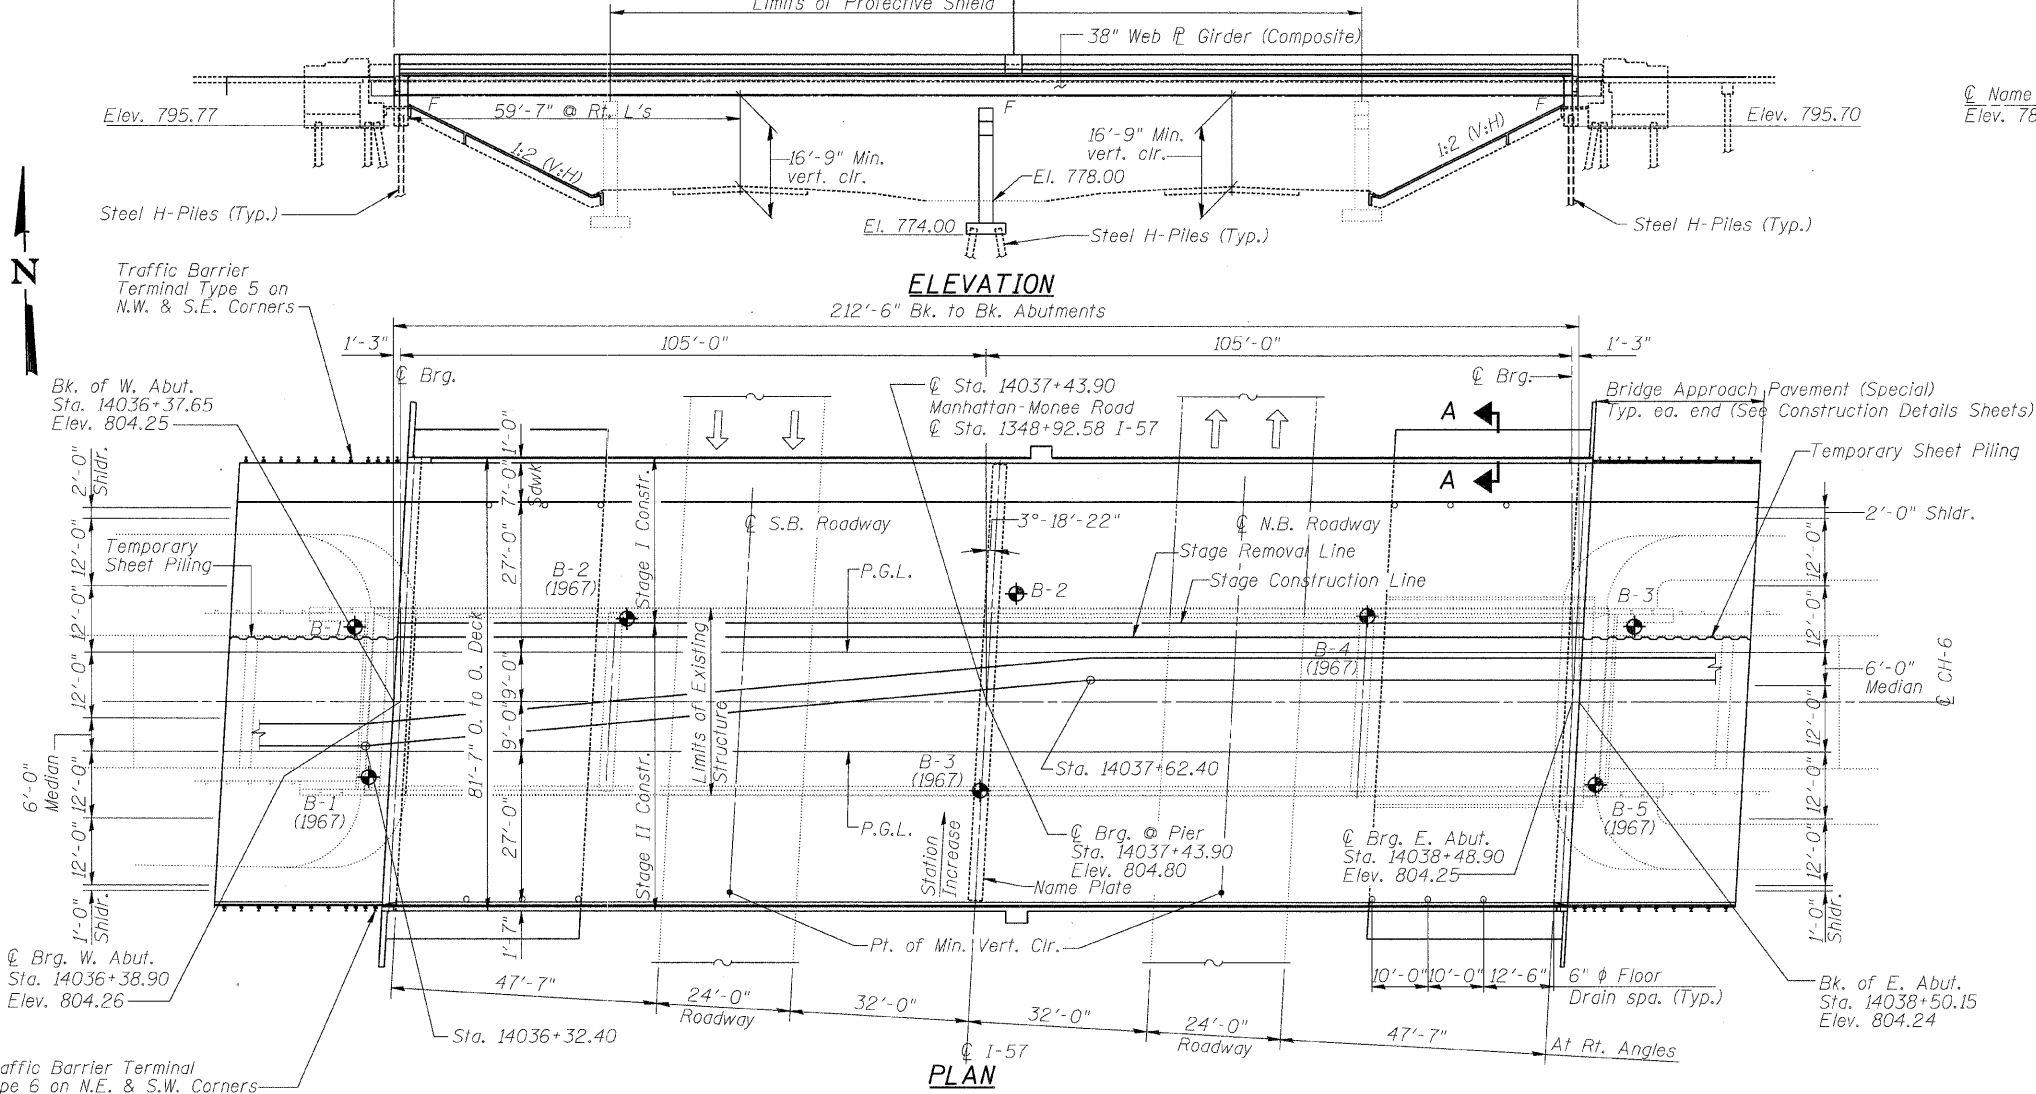 Limits of Protective Shield
38" Web ℙ Girder (Composite)
℄ Name
Elev. 795.77
F
59'-7" @ Rt. L's
F
F
Elev. 795.70
Elev. 78
1:2 (V:H)
16'-9" Min.
vert. clr.
16'-9" Min.
vert. clr.
1:2 (V:H)
El. 778.00
Steel H-Piles (Typ.)
El. 774.00
Steel H-Piles (Typ.)
Steel H-Piles (Typ.)
N
ELEVATION
Traffic Barrier
Terminal Type 5 on
N.W. & S.E. Corners
212'-6" Bk. to Bk. Abutments
1'-3"
105'-0"
105'-0"
1'-3"
℄ Brg.
℄ Brg.
Bk. of W. Abut.
Sta. 14036+37.65
Elev. 804.25
℄ Sta. 14037+43.90
Manhattan-Monee Road
℄ Sta. 1348+92.58 I-57
Bridge Approach Pavement (Special)
Typ. ea. end (See Construction Details Sheets)
A
A
Temporary Sheet Piling
2'-0"
Shldr.
1'-0"
7'-0"
Sdwk
Stage I Constr.
℄ S.B. Roadway
3°-18'-22"
℄ N.B. Roadway
2'-0" Shldr.
12'-0"
12'-0"
12'-0"
Temporary
Sheet Piling
27'-0"
B-2
(1967)
P.G.L.
Stage Removal Line
Stage Construction Line
B-2
B-3
B-1
B-4
(1967)
12'-0"
12'-0"
12'-0"
6'-0"
Median
℄ CH-6
81'-7" O. to O. Deck
9'-0"
9'-0"
Limits of Existing
Structure
6'-0"
Median
12'-0"
12'-0"
1'-0"
Shldr.
B-1
(1967)
27'-0"
1'-7"
Stage II Constr.
B-3
(1967)
Sta. 14037+62.40
P.G.L.
Station
Increase
℄ Brg. @ Pier
Sta. 14037+43.90
Elev. 804.80
Name Plate
℄ Brg. E. Abut.
Sta. 14038+48.90
Elev. 804.25
B-5
(1967)
12'-0"
12'-0"
1'-0"
Shldr.
Pt. of Min. Vert. Clr.
℄ Brg. W. Abut.
Sta. 14036+38.90
Elev. 804.26
47'-7"
24'-0"
Roadway
32'-0"
32'-0"
24'-0"
Roadway
47'-7"
10'-0"
10'-0"
12'-6"
6" ϕ Floor
Drain spa. (Typ.)
Bk. of E. Abut.
Sta. 14038+50.15
Elev. 804.24
Sta. 14036+32.40
℄ I-57
At Rt. Angles
PLAN
affic Barrier Terminal
pe 6 on N.E. & S.W. Corners